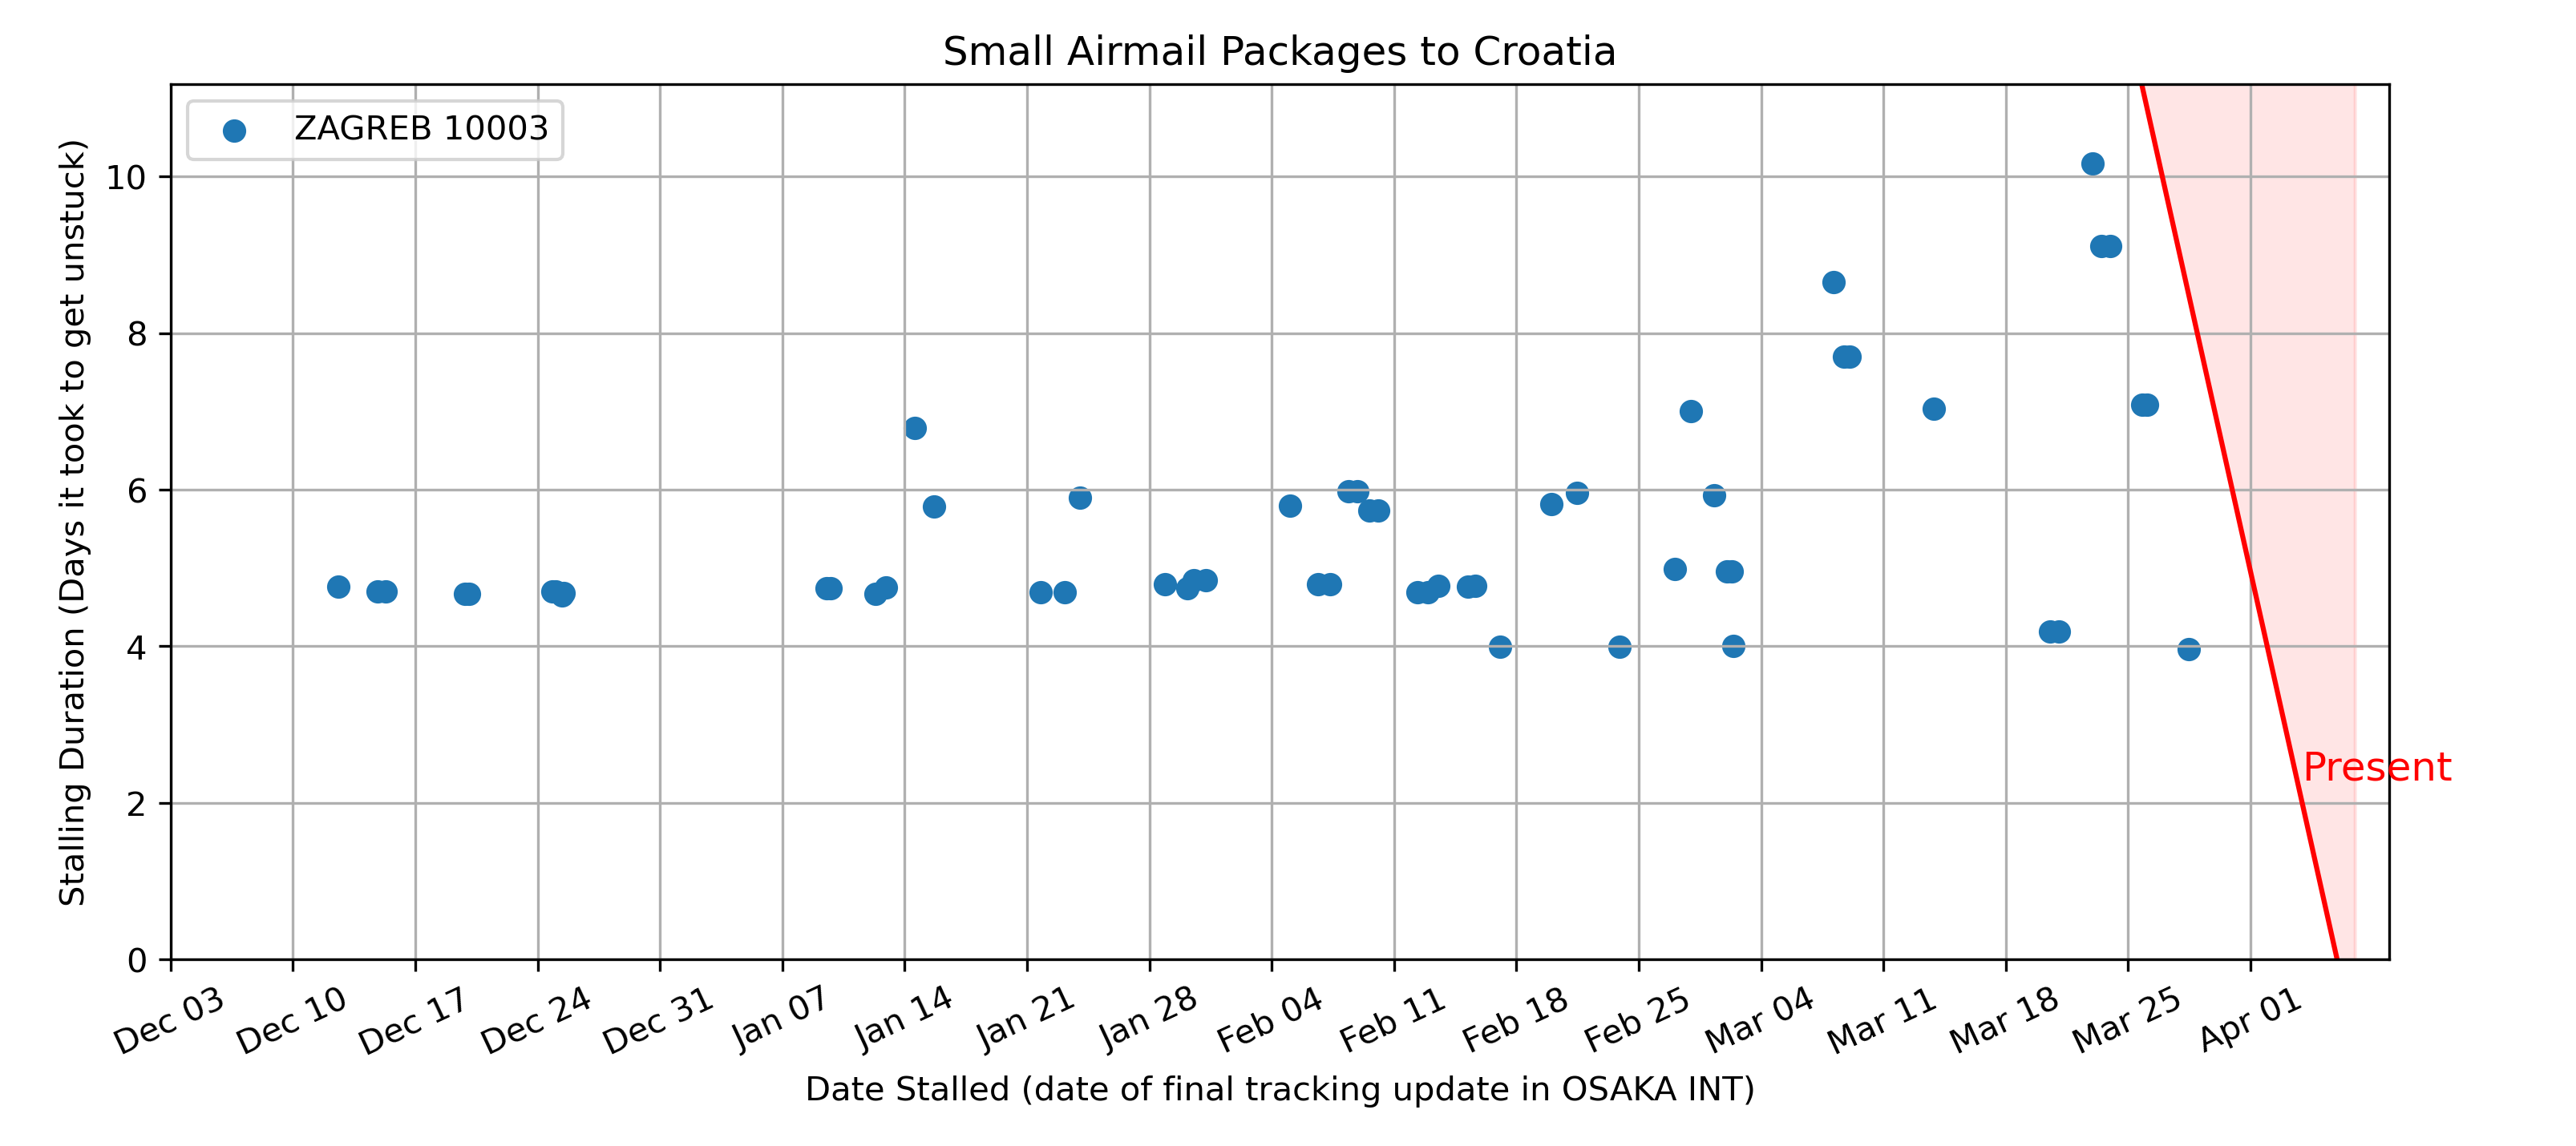 Small Airmail Packages to Croatia
ZAGREB 10003
Stalling Duration (Days it took to get unstuck)
10
8
6
4
2
0
Present
Dec 03
Dec 10
Dec 17
Dec 24
Dec 31
Jan 07
Jan 14
Jan 21
Jan 28
Feb 04
Feb 11
Feb 18
Feb 25
Mar 04
Mar 11
Mar 18
Mar 25
Apr 01
Date Stalled (date of final tracking update in OSAKA INT)